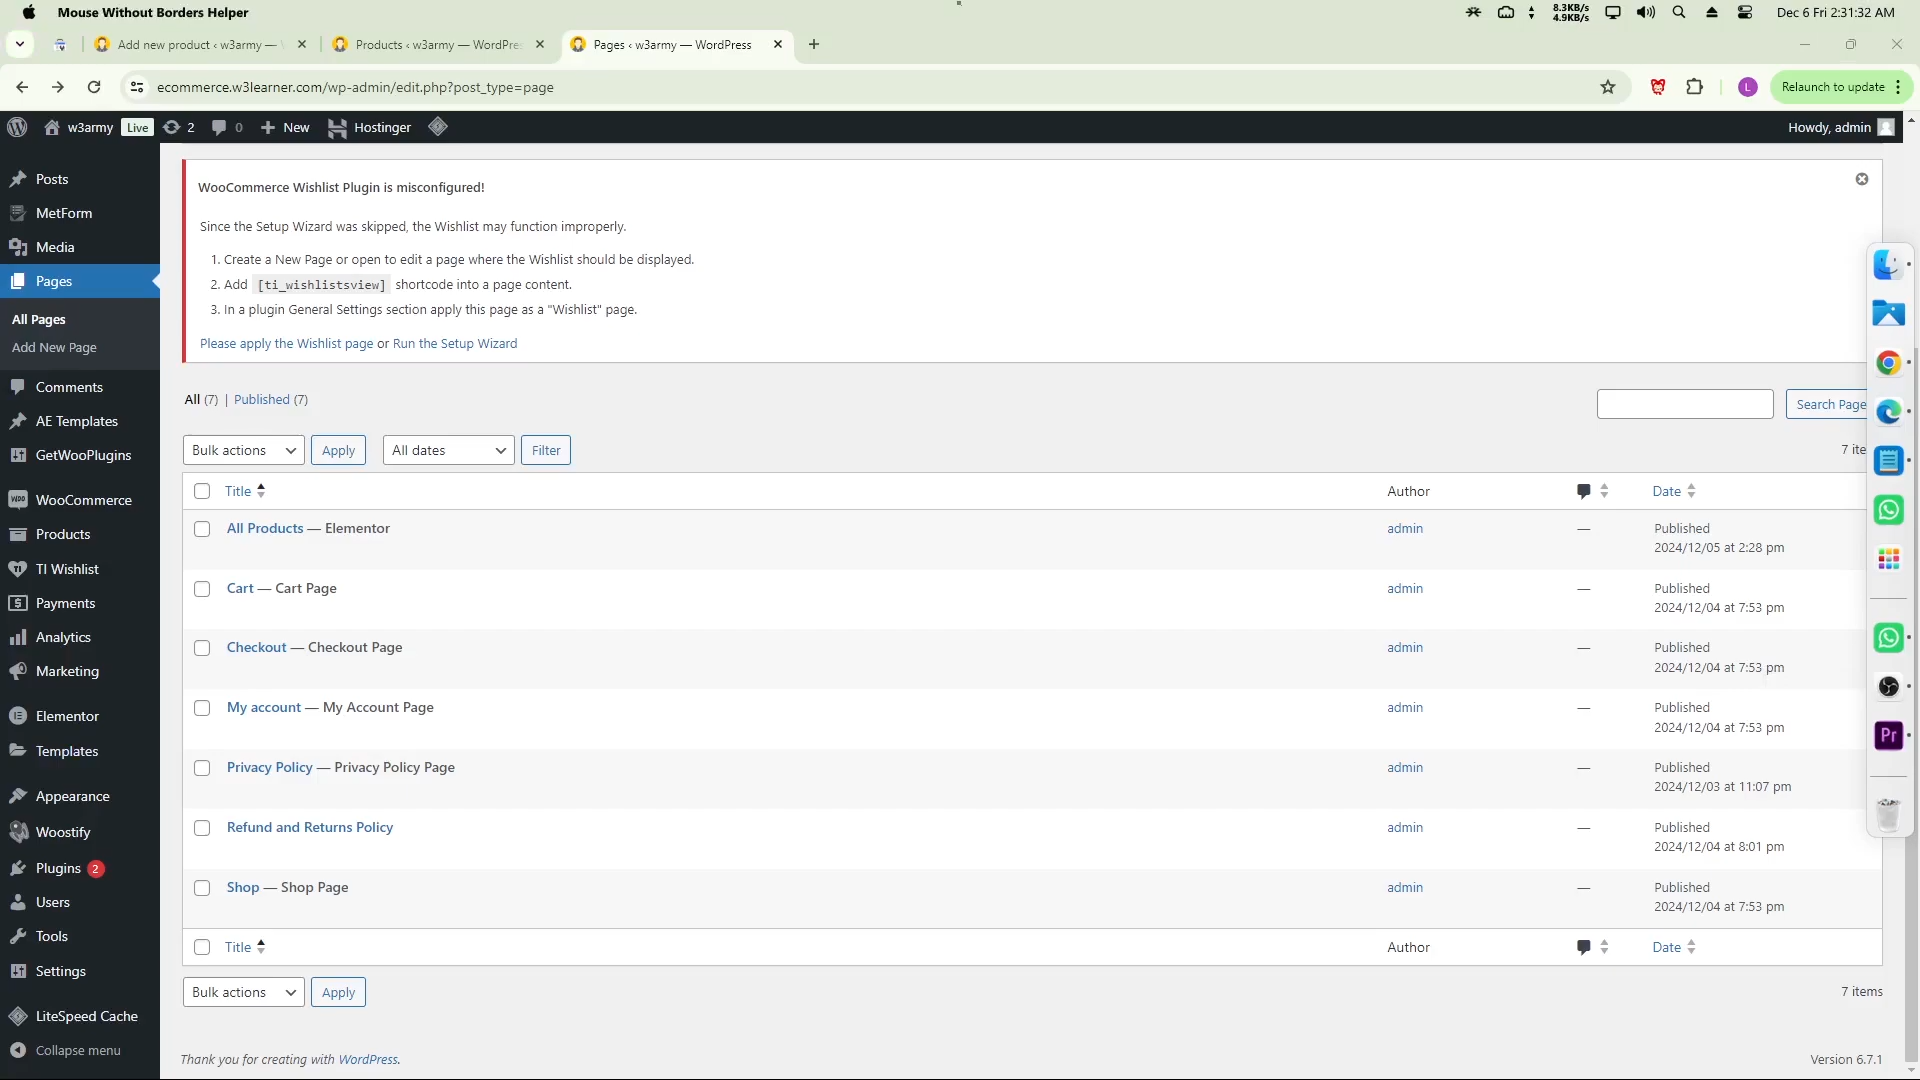 Mouse Without Borders Helper
8.3KB/s
4.9KB/s
Dec 6 Fri 2:31:32 AM
Add new product ‹ w3army —
Products ‹ w3army — WordPre
Pages ‹ w3army — WordPress
ecommerce.w3learner.com/wp-admin/edit.php?post_type=page
L
Relaunch to update
w3army Live 2 0 New Hostinger
Howdy, admin
Posts
MetForm
Media
Pages
All Pages
Add New Page
Comments
AE Templates
GetWooPlugins
WooCommerce
Products
TI Wishlist
Payments
Analytics
Marketing
Elementor
Templates
Appearance
Woostify
Plugins 2
Users
Tools
Settings
LiteSpeed Cache
Collapse menu
WooCommerce Wishlist Plugin is misconfigured!
Since the Setup Wizard was skipped, the Wishlist may function improperly.
1. Create a New Page or open to edit a page where the Wishlist should be displayed.
2. Add [ti_wishlistsview] shortcode into a page content.
3. In a plugin General Settings section apply this page as a "Wishlist" page.
Please apply the Wishlist page or Run the Setup Wizard
All (7) | Published (7)
Search Page
Bulk actions Apply All dates Filter
7 ite
Title Author Date
All Products — Elementor admin — Published
2024/12/05 at 2:28 pm
Cart — Cart Page admin — Published
2024/12/04 at 7:53 pm
Checkout — Checkout Page admin — Published
2024/12/04 at 7:53 pm
My account — My Account Page admin — Published
2024/12/04 at 7:53 pm
Privacy Policy — Privacy Policy Page admin — Published
2024/12/03 at 11:07 pm
Refund and Returns Policy admin — Published
2024/12/04 at 8:01 pm
Shop — Shop Page admin — Published
2024/12/04 at 7:53 pm
Title Author Date
Bulk actions Apply
7 items
Thank you for creating with WordPress.
Version 6.7.1
Pr